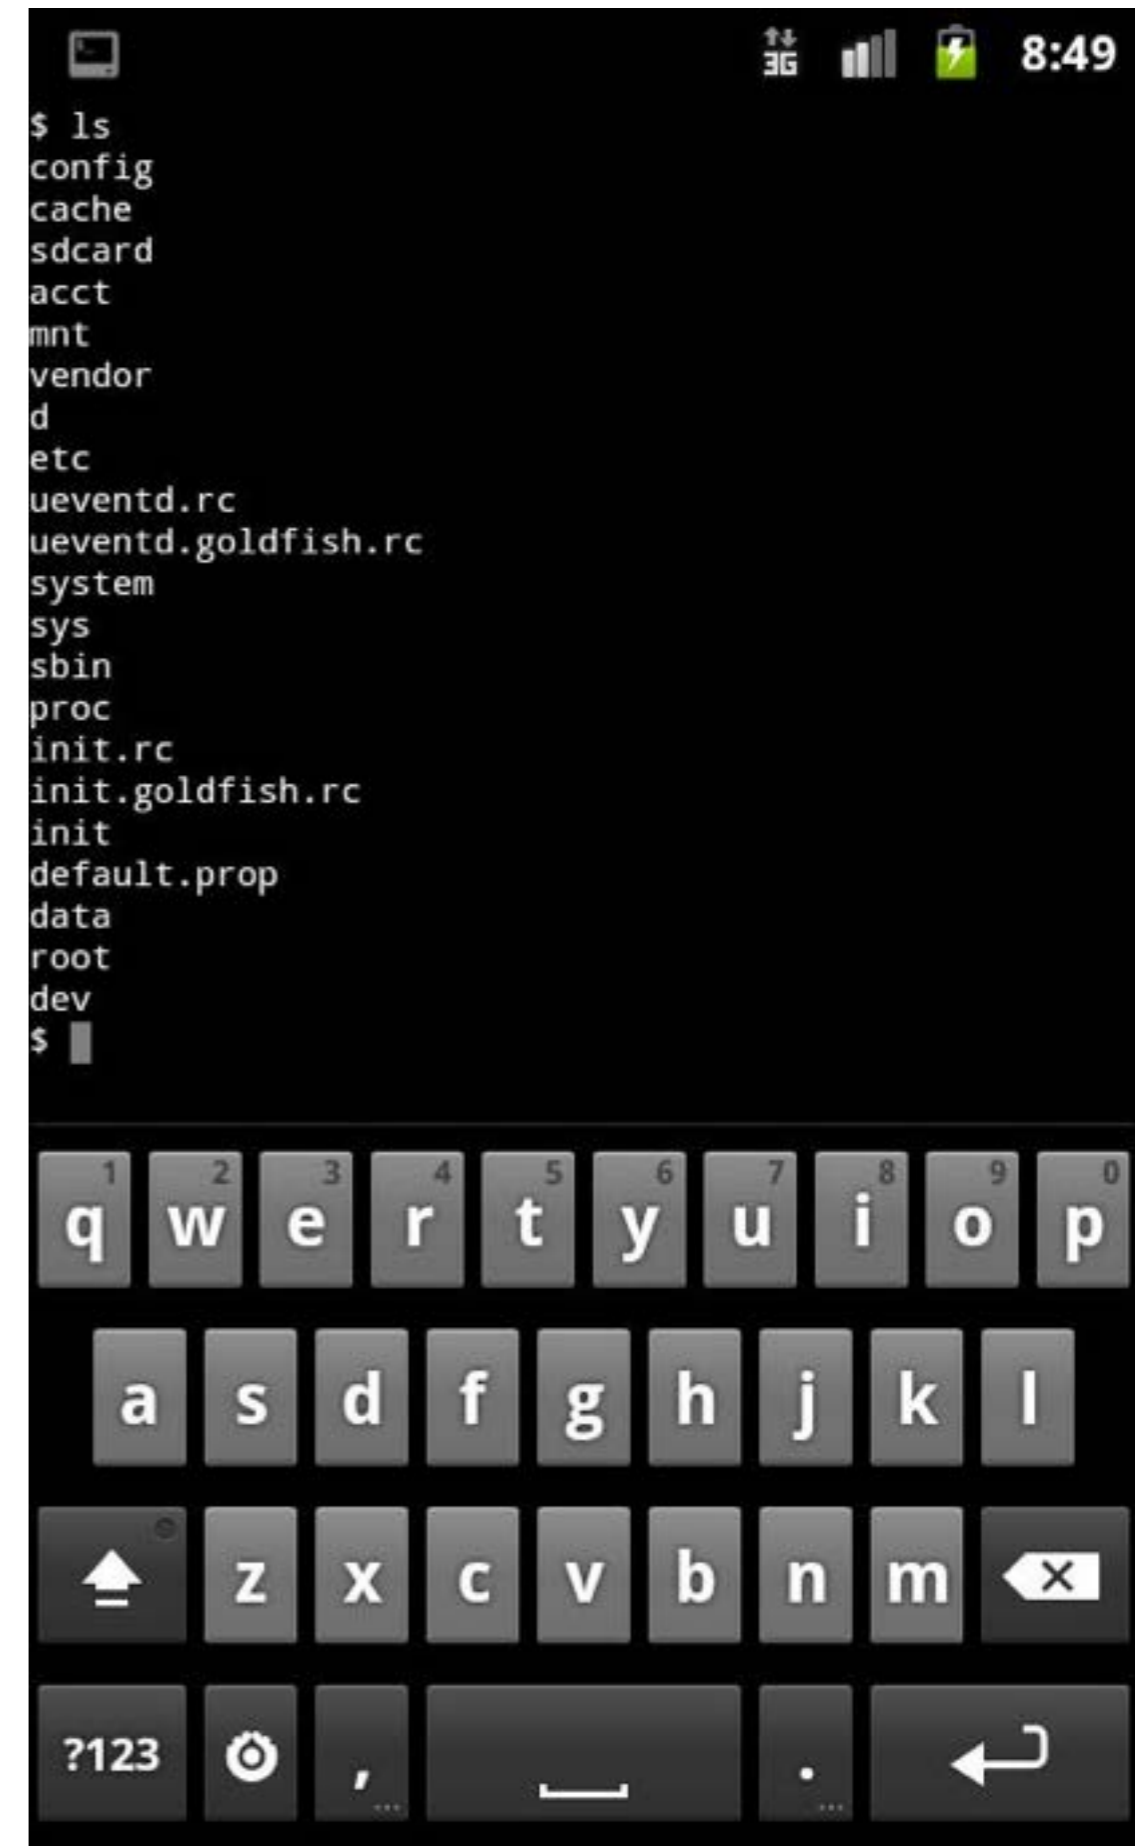 3G 8:49
$ ls
config
cache
sdcard
acct
mnt
vendor
d
etc
ueventd.rc
ueventd.goldfish.rc
system
sys
sbin
proc
init.rc
init.goldfish.rc
init
default.prop
data
root
dev
$
1 2 3 4 5 6 7 8 9 0
q w e r t y u i o p
a s d f g h j k l
z x c v b n m
?123 , ... . ...